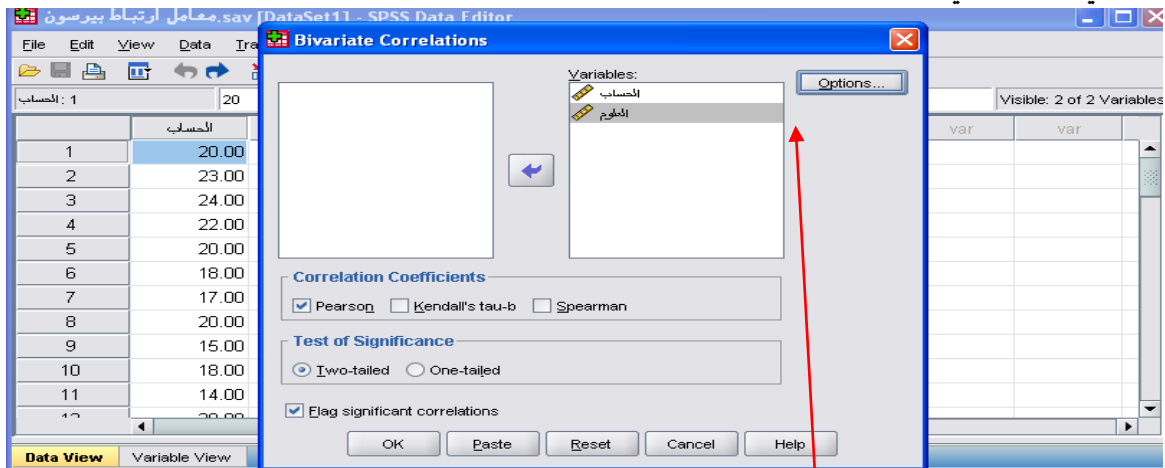 معامل ارتباط بيرسون.sav [DataSet1] - SPSS Data Editor
File Edit View Data Tra
Bivariate Correlations
Variables:
الحساب
العلوم
Options...
1 : الحساب 20
Visible: 2 of 2 Variables
الحساب var var
1 20.00
2 23.00
3 24.00
4 22.00
5 20.00
6 18.00
7 17.00
8 20.00
9 15.00
10 18.00
11 14.00
Correlation Coefficients
Pearson Kendall's tau-b Spearman
Test of Significance
Two-tailed One-tailed
Flag significant correlations
OK Paste Reset Cancel Help
Data View Variable View